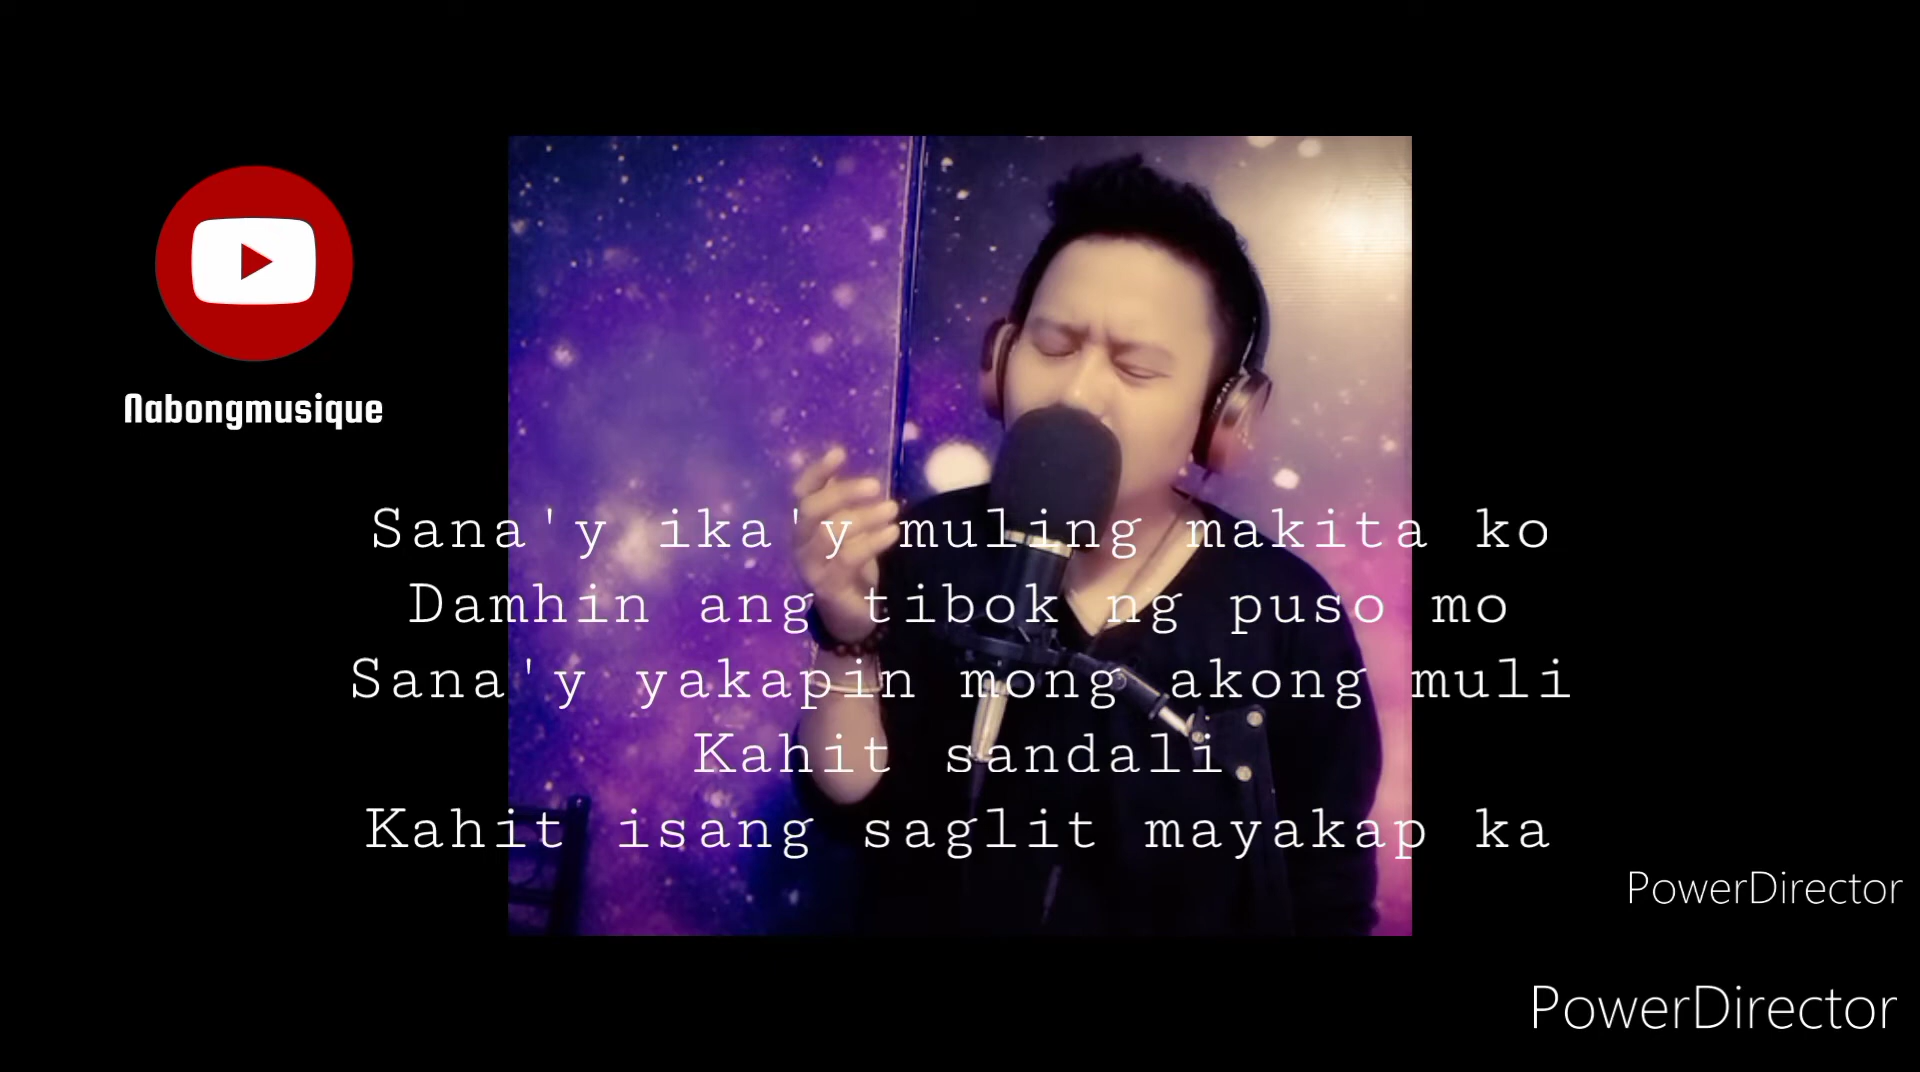 Nabongmusique
Sana'y ika'y muling makita ko
Damhin ang tibok ng puso mo
Sana'y yakapin mong akong muli
Kahit sandali
Kahit isang saglit mayakap ka
PowerDirector
PowerDirector